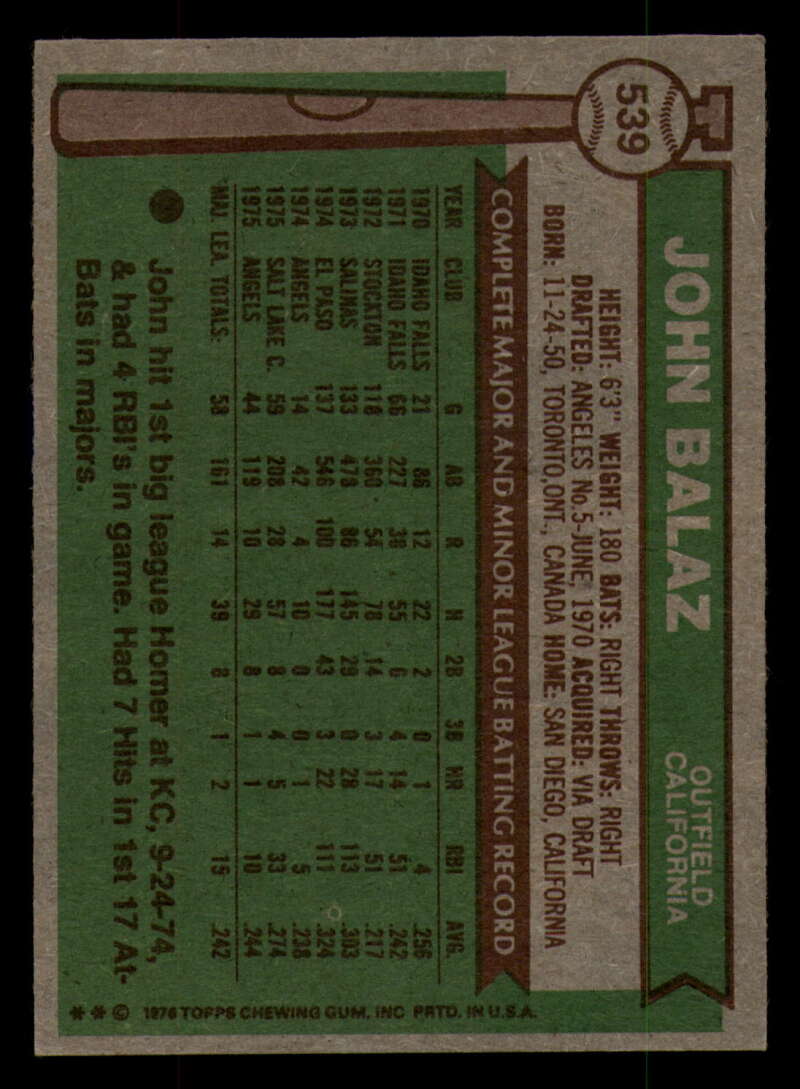 539
JOHN BALAZ
OUTFIELD
CALIFORNIA
HEIGHT: 6'3" WEIGHT: 180 BATS: RIGHT THROWS: RIGHT
DRAFTED: ANGELES No.5-JUNE, 1970 ACQUIRED: VIA DRAFT
BORN: 11-24-50, TORONTO,ONT., CANADA HOME: SAN DIEGO, CALIFORNIA
COMPLETE MAJOR AND MINOR LEAGUE BATTING RECORD
YEAR CLUB G AB R H 2B 3B HR RBI AVG.
1970 IDAHO FALLS 21 86 12 22 2 0 1 4 .256
1971 IDAHO FALLS 66 227 38 55 6 4 14 51 .242
1972 STOCKTON 118 360 54 78 14 3 17 51 .217
1973 SALINAS 133 478 86 145 29 0 28 113 .303
1974 EL PASO 137 546 100 177 43 3 22 111 .324
1974 ANGELS 14 42 4 10 0 0 1 5 .238
1975 SALT LAKE C. 59 208 28 57 8 4 5 33 .274
1975 ANGELS 44 119 10 29 8 1 1 10 .244
MAJ. LEA. TOTALS: 58 161 14 39 8 1 2 15 .242
John hit 1st big league Homer at KC, 9-24-74,
& had 4 RBI's in game. Had 7 Hits in 1st 17 At-
Bats in majors.
* * © 1976 TOPPS CHEWING GUM, INC PRTD. IN U.S.A.